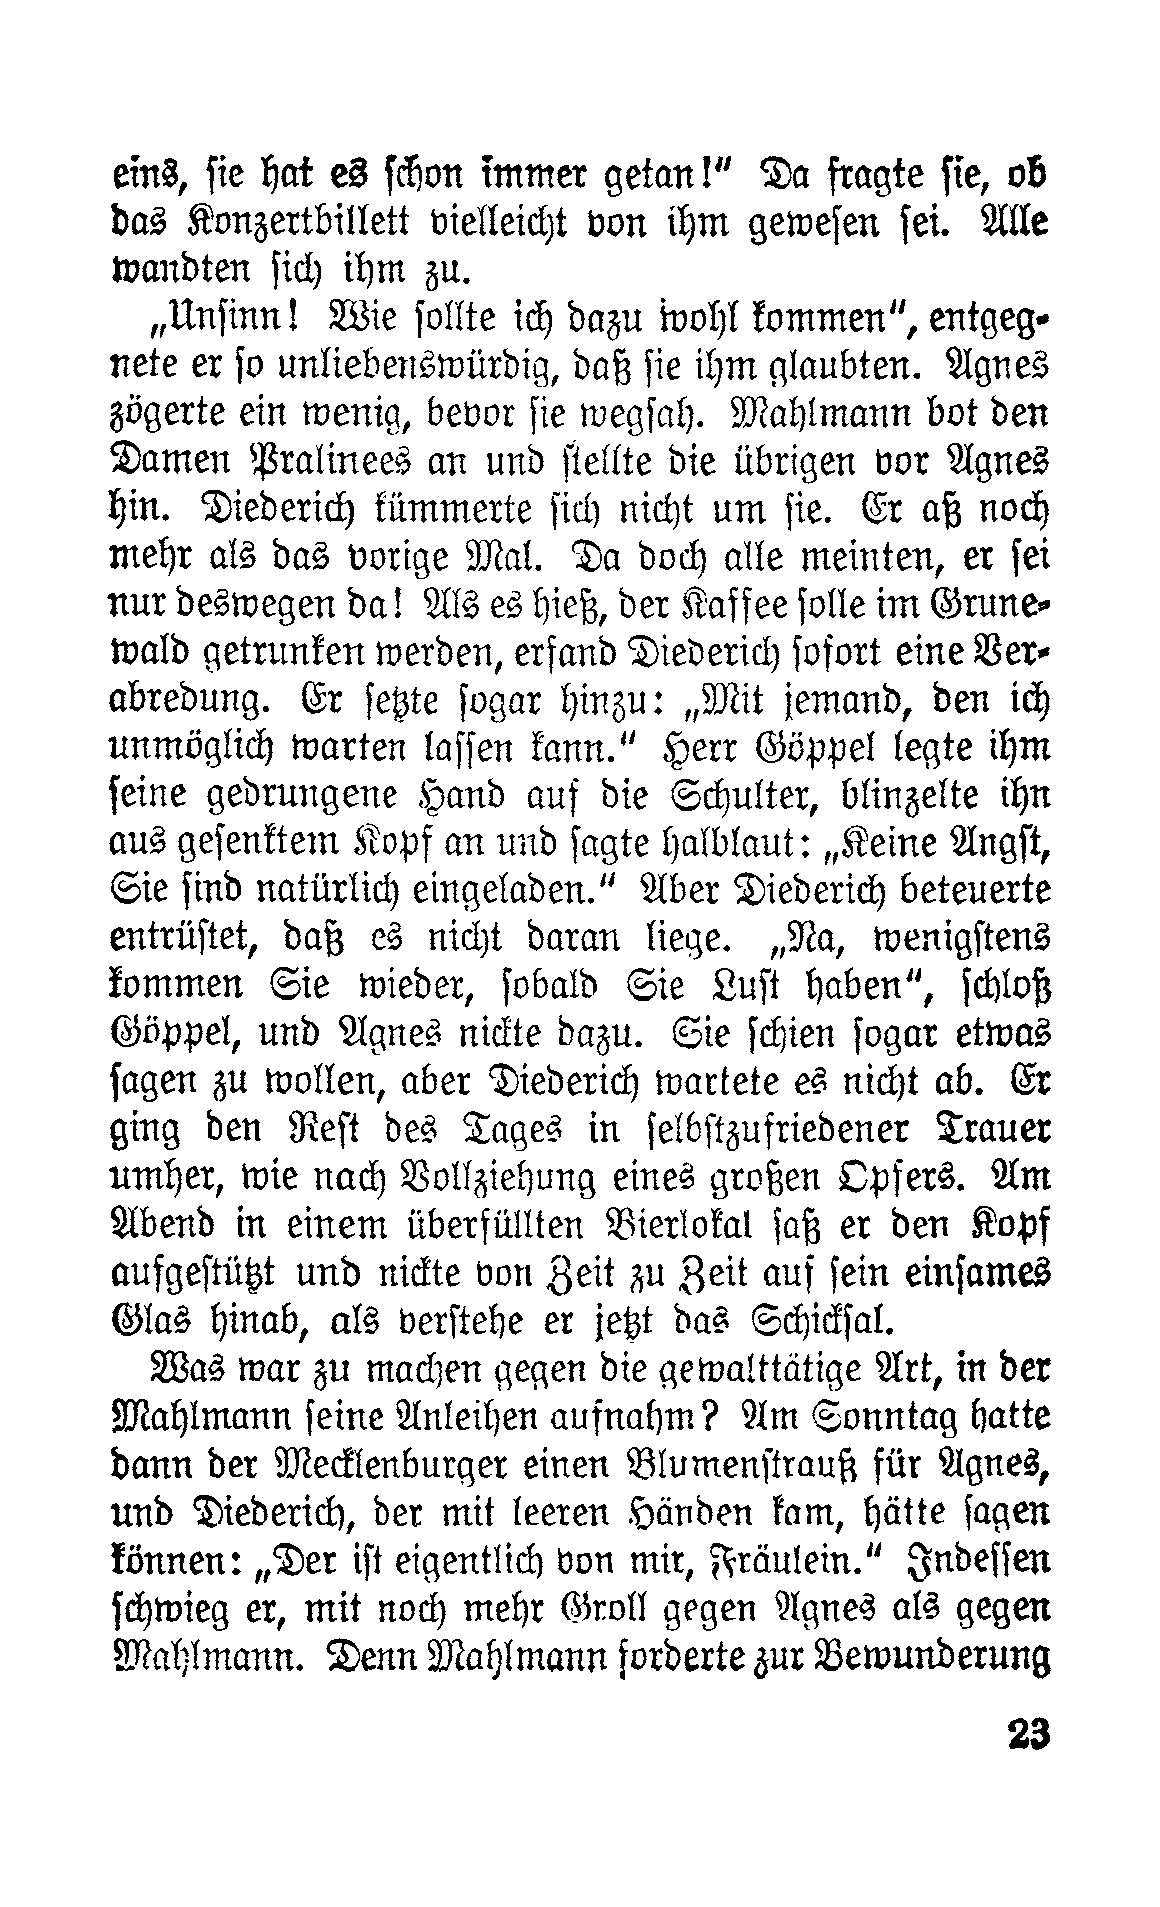 eins, ſie hat es ſchon immer getan!“ Da fragte ſie, ob
das Konzertbillett vielleicht von ihm geweſen ſei. Alle
wandten ſich ihm zu.
„Unſinn! Wie ſollte ich dazu wohl kommen“, entgeg-
nete er ſo unliebenswürdig, daß ſie ihm glaubten. Agnes
zögerte ein wenig, bevor ſie wegſah. Mahlmann bot den
Damen Pralinees an und ſtellte die übrigen vor Agnes
hin. Diederich kümmerte ſich nicht um ſie. Er aß noch
mehr als das vorige Mal. Da doch alle meinten, er ſei
nur deswegen da! Als es hieß, der Kaffee ſolle im Grune-
wald getrunken werden, erfand Diederich ſofort eine Ver-
abredung. Er ſetzte ſogar hinzu: „Mit jemand, den ich
unmöglich warten laſſen kann.“ Herr Göppel legte ihm
ſeine gedrungene Hand auf die Schulter, blinzelte ihn
aus geſenktem Kopf an und ſagte halblaut: „Keine Angſt,
Sie ſind natürlich eingeladen.“ Aber Diederich beteuerte
entrüſtet, daß es nicht daran liege. „Na, wenigſtens
kommen Sie wieder, ſobald Sie Luſt haben“, ſchloß
Göppel, und Agnes nickte dazu. Sie ſchien ſogar etwas
ſagen zu wollen, aber Diederich wartete es nicht ab. Er
ging den Reſt des Tages in ſelbſtzufriedener Trauer
umher, wie nach Vollziehung eines großen Opfers. Am
Abend in einem überfüllten Bierlokal ſaß er den Kopf
aufgeſtützt und nickte von Zeit zu Zeit auf ſein einſames
Glas hinab, als verſtehe er jetzt das Schickſal.
Was war zu machen gegen die gewalttätige Art, in der
Mahlmann ſeine Anleihen aufnahm? Am Sonntag hatte
dann der Mecklenburger einen Blumenſtrauß für Agnes,
und Diederich, der mit leeren Händen kam, hätte ſagen
können: „Der iſt eigentlich von mir, Fräulein.“ Indeſſen
ſchwieg er, mit noch mehr Groll gegen Agnes als gegen
Mahlmann. Denn Mahlmann forderte zur Bewunderung
23